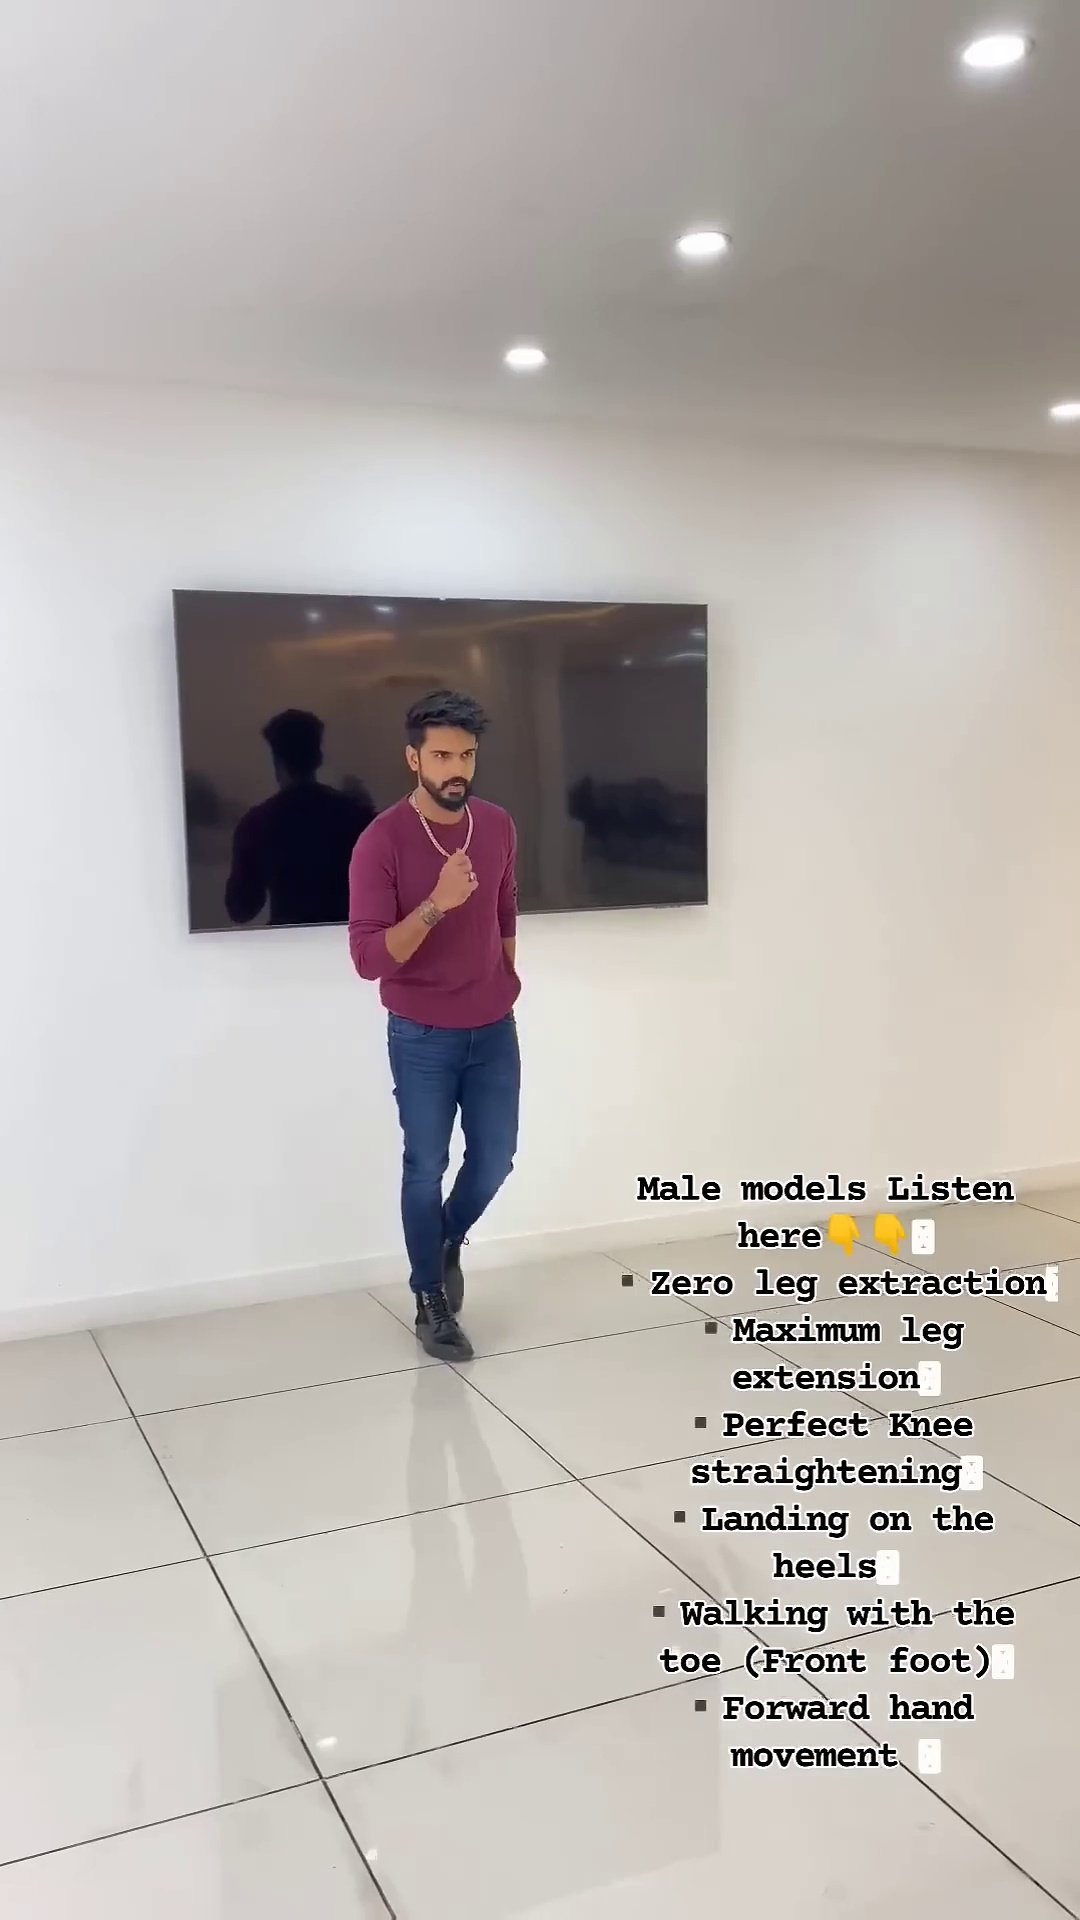 Male models Listen
here👇👇
▪ Zero leg extraction
▪ Maximum leg
extension
▪ Perfect Knee
straightening
▪ Landing on the
heels
▪ Walking with the
toe (Front foot)
▪ Forward hand
movement